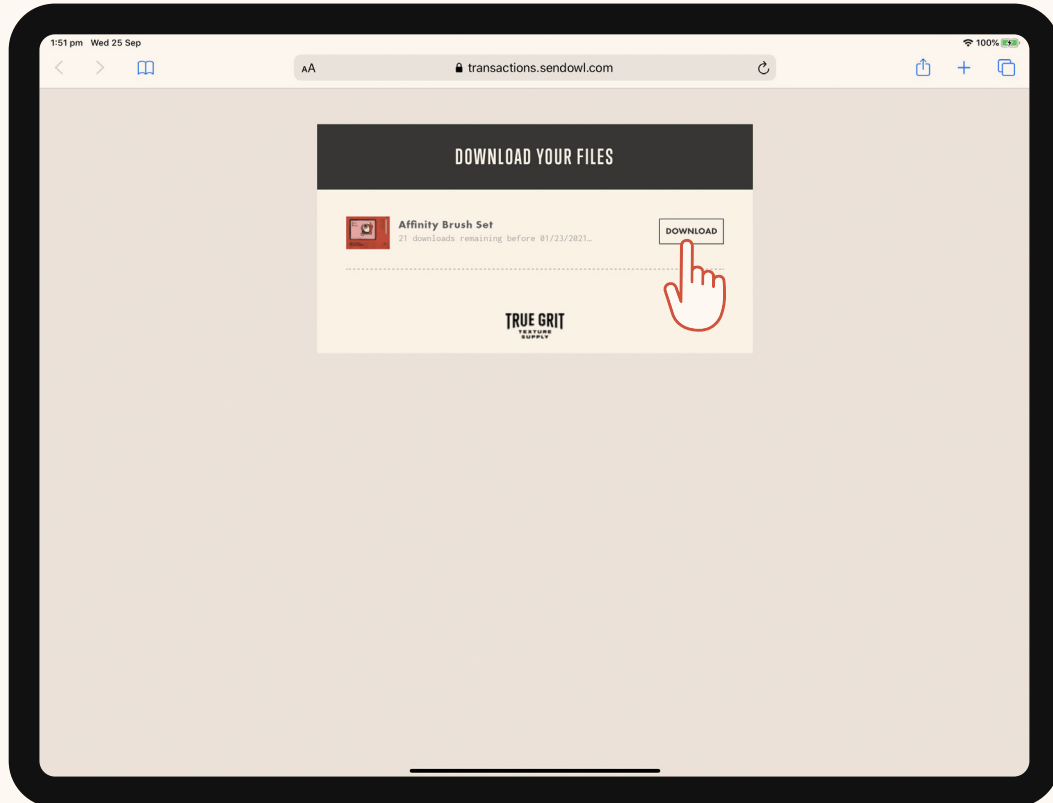 1:51 pm Wed 25 Sep
100%
AA
transactions.sendowl.com
DOWNLOAD YOUR FILES
Affinity Brush Set
21 downloads remaining before 01/23/2021…
DOWNLOAD
TRUE GRIT
TEXTURE
SUPPLY